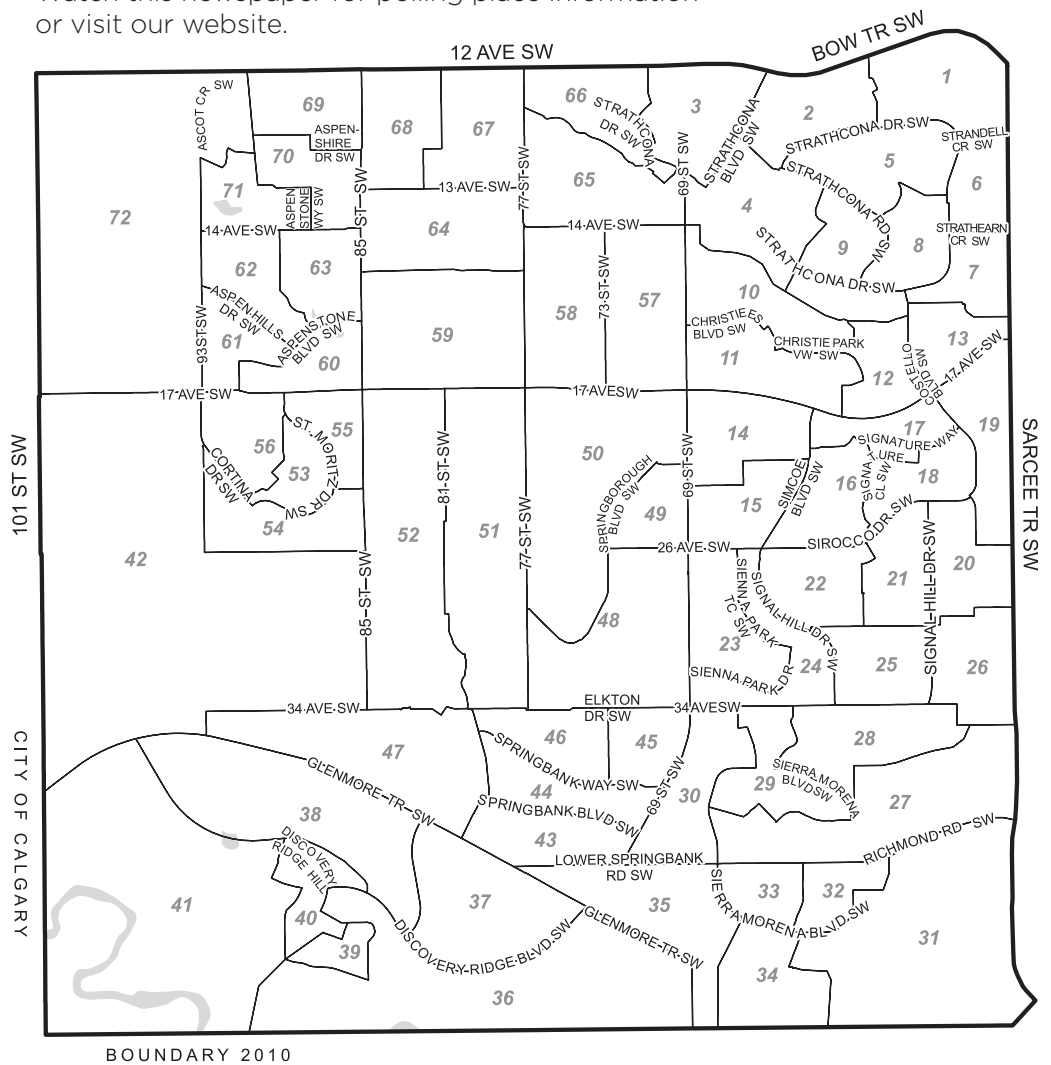 or visit our website.
12 AVE SW
BOW TR SW
ASCOT CR SW
69
68
67
66
3
2
1
ASPEN-
SHIRE
DR SW
70
STRATHCONA
DR SW
STRATHCONA
BLVD SW
STRATHCONA DR SW
STRANDELL
CR SW
5
6
71
ASPEN
STONE
WY SW
85 ST SW
13 AVE SW
77 ST SW
65
69 ST SW
STRATHCONA RD
SW
72
14 AVE SW
64
14 AVE SW
4
9
8
STRATHEARN
CR SW
7
62
63
73 ST SW
STRATHCONA DR SW
10
58
57
93 ST SW
ASPEN HILLS
DR SW
61
ASPENSTONE
BLVD SW
60
59
CHRISTIE ES
BLVD SW
11
CHRISTIE PARK
VW SW
12
COSTELLO
BLVD SW
13
17 AVE SW
17 AVE SW
17 AVE SW
56
ST. MORITZ DR SW
55
53
CORTINA
DR SW
54
81 ST SW
52
51
50
SPRINGBOROUGH
BLVD SW
49
69 ST SW
14
15
SIMCOE
BLVD SW
17
SIGNATURE WAY
SIGNATURE
CL SW
16
18
19
101 ST SW
SARCEE TR SW
42
85 ST SW
77 ST SW
48
26 AVE SW
SIROCCO DR SW
22
21
20
SIGNAL HILL DR SW
SIENNA PARK
TC SW
SIGNAL HILL DR SW
23
24
25
26
SIENNA PARK DR
34 AVE SW
ELKTON
DR SW
34 AVE SW
CITY OF CALGARY
47
46
45
SPRINGBANK WAY SW
44
SPRINGBANK BLVD SW
43
69 ST SW
30
28
29
SIERRA MORENA
BLVD SW
27
GLENMORE TR SW
38
DISCOVERY
RIDGE HILL
LOWER SPRINGBANK
RD SW
RICHMOND RD SW
41
40
39
37
35
33
32
31
SIERRA MORENA BLVD SW
DISCOVERY RIDGE BLVD SW
GLENMORE TR SW
36
34
BOUNDARY 2010